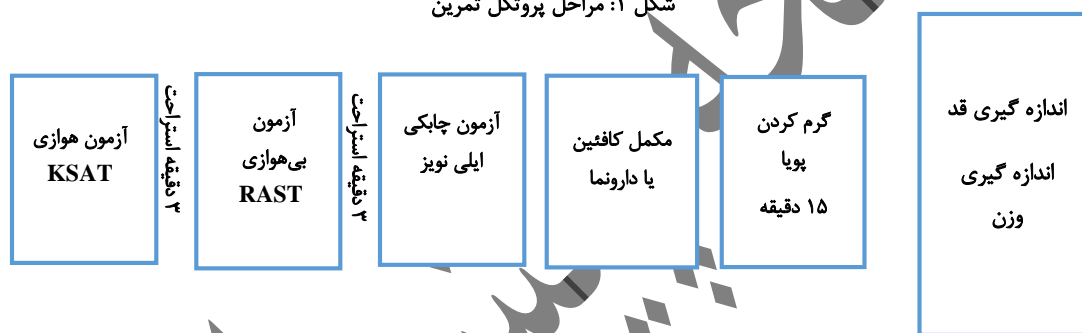 شکل ۱: مراحل پروتکل تمرین
اندازه گیری قد
اندازه گیری
وزن
گرم کردن
پویا
۱۵ دقیقه
مکمل کافئین
یا دارونما
آزمون چابکی
ایلی نویز
۳ دقیقه استراحت
آزمون
بی‌هوازی
RAST
۳ دقیقه استراحت
آزمون هوازی
KSAT